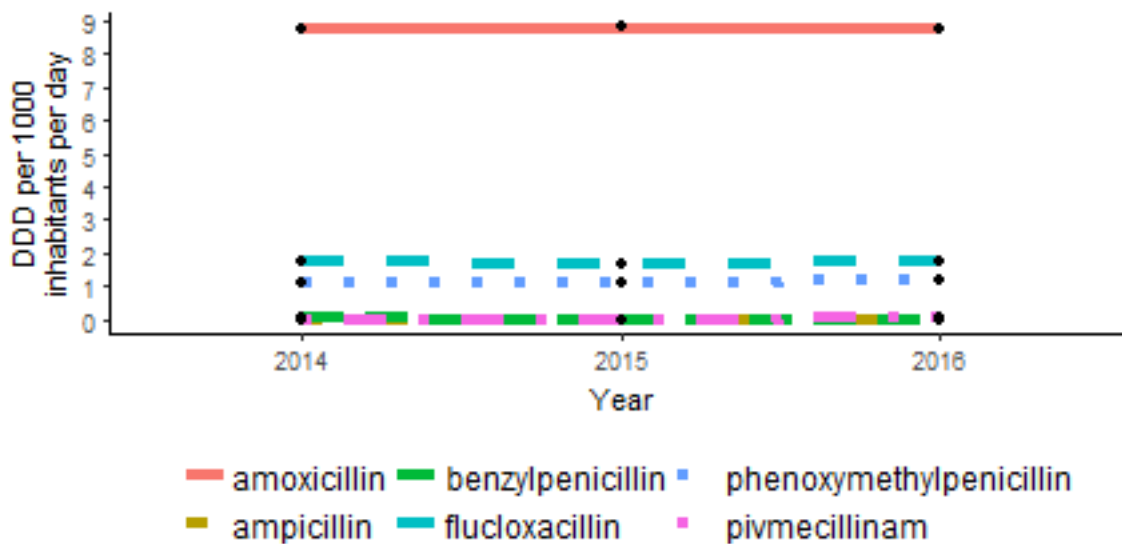 DDD per 1000
inhabitants per day
9
8
7
6
5
4
3
2
1
0
2014 2015 2016
Year
amoxicillin benzylpenicillin phenoxymethylpenicillin
ampicillin flucloxacillin pivmecillinam